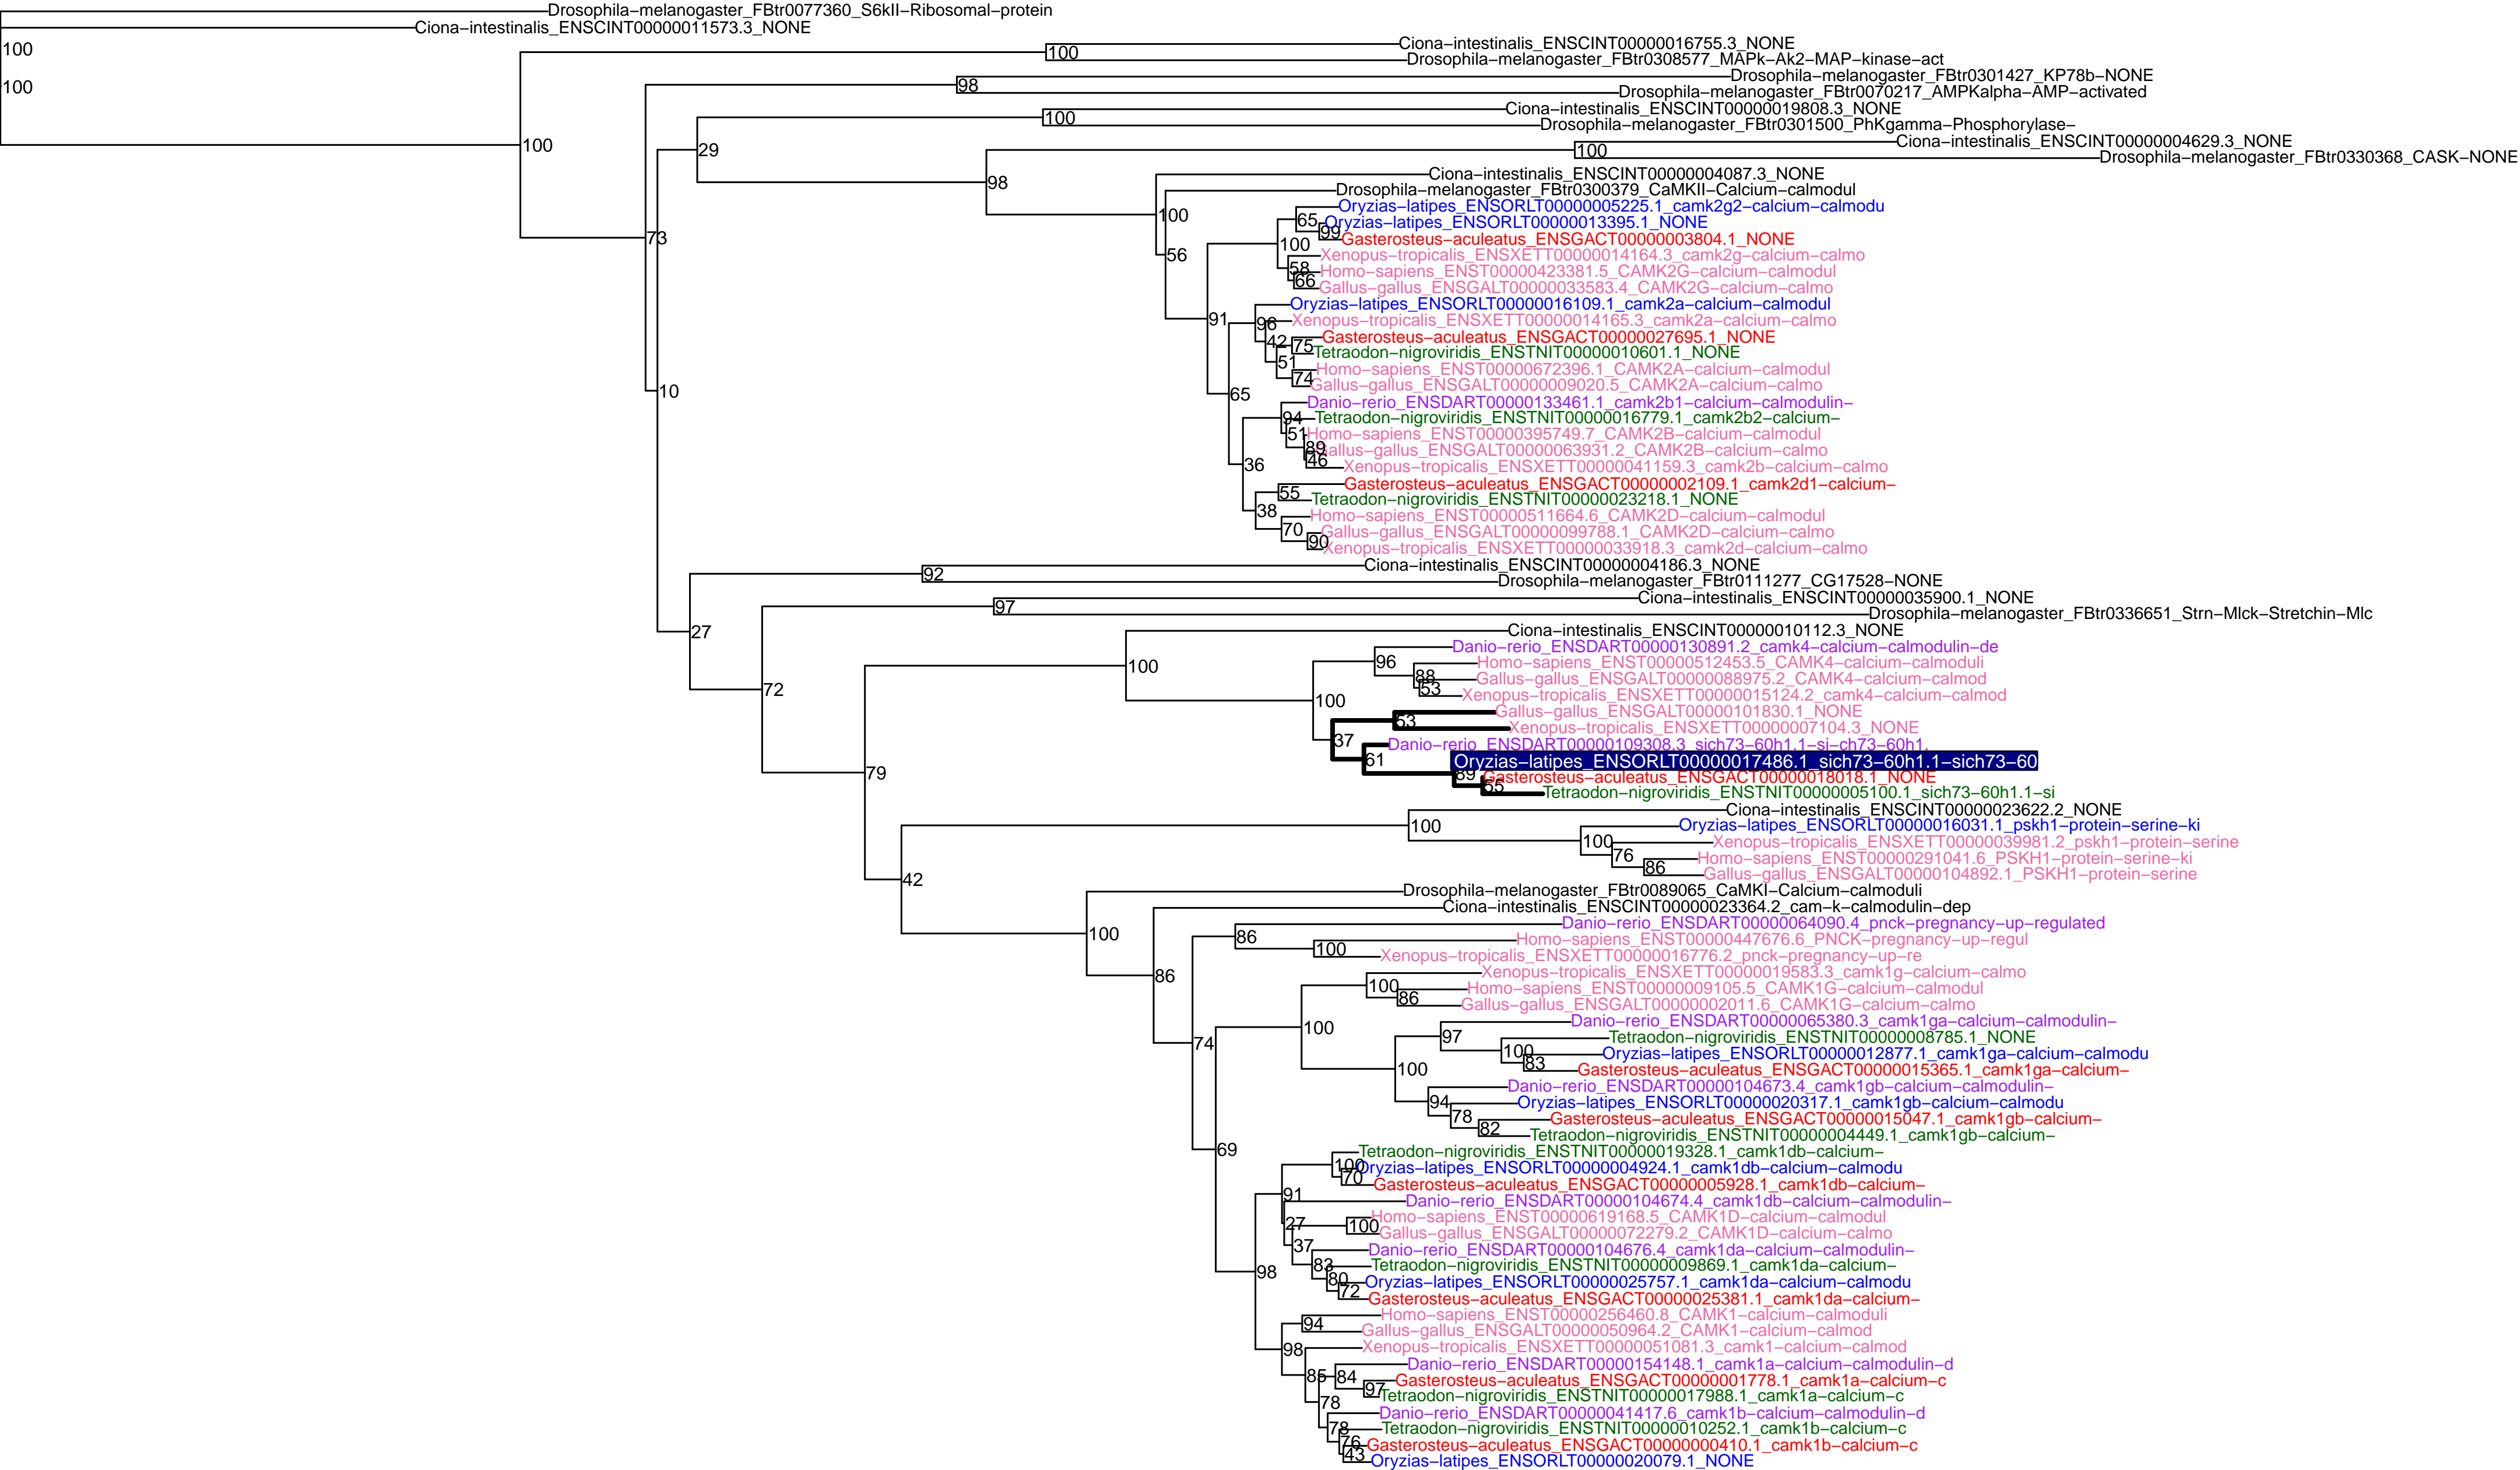 Drosophila-melanogaster_FBtr0077360_S6kII-Ribosomal-protein
Ciona-intestinalis_ENSCINT00000011573.3_NONE
100
Ciona-intestinalis_ENSCINT00000016755.3_NONE
100
Drosophila-melanogaster_FBtr0308577_MAPk-Ak2-MAP-kinase-act
Drosophila-melanogaster_FBtr0301427_KP78b-NONE
100
98
Drosophila-melanogaster_FBtr0070217_AMPKalpha-AMP-activated
Ciona-intestinalis_ENSCINT00000019808.3_NONE
100
Drosophila-melanogaster_FBtr0301500_PhKgamma-Phosphorylase-
Ciona-intestinalis_ENSCINT00000004629.3_NONE
100
29
100
Drosophila-melanogaster_FBtr0330368_CASK-NONE
Ciona-intestinalis_ENSCINT00000004087.3_NONE
98
Drosophila-melanogaster_FBtr0300379_CaMKII-Calcium-calmodul
Oryzias-latipes_ENSORLT00000005225.1_camk2g2-calcium-calmodu
100
65
Oryzias-latipes_ENSORLT00000013395.1_NONE
99
73
Gasterosteus-aculeatus_ENSGACT00000003804.1_NONE
100
56
Xenopus-tropicalis_ENSXETT00000014164.3_camk2g-calcium-calmo
58
Homo-sapiens_ENST00000423381.5_CAMK2G-calcium-calmodul
66
Gallus-gallus_ENSGALT00000033583.4_CAMK2G-calcium-calmo
Oryzias-latipes_ENSORLT00000016109.1_camk2a-calcium-calmodul
91
96
Xenopus-tropicalis_ENSXETT00000014165.3_camk2a-calcium-calmo
Gasterosteus-aculeatus_ENSGACT00000027695.1_NONE
42
75
Tetraodon-nigroviridis_ENSTNIT00000010601.1_NONE
51
Homo-sapiens_ENST00000672396.1_CAMK2A-calcium-calmodul
74
Gallus-gallus_ENSGALT00000009020.5_CAMK2A-calcium-calmo
10
65
Danio-rerio_ENSDART00000133461.1_camk2b1-calcium-calmodulin-
94
Tetraodon-nigroviridis_ENSTNIT00000016779.1_camk2b2-calcium-
51
Homo-sapiens_ENST00000395749.7_CAMK2B-calcium-calmodul
89
Gallus-gallus_ENSGALT00000063931.2_CAMK2B-calcium-calmo
46
36
Xenopus-tropicalis_ENSXETT00000041159.3_camk2b-calcium-calmo
Gasterosteus-aculeatus_ENSGACT00000002109.1_camk2d1-calcium-
55
Tetraodon-nigroviridis_ENSTNIT00000023218.1_NONE
38
Homo-sapiens_ENST00000511664.6_CAMK2D-calcium-calmodul
70
Gallus-gallus_ENSGALT00000099788.1_CAMK2D-calcium-calmo
90
Xenopus-tropicalis_ENSXETT00000033918.3_camk2d-calcium-calmo
Ciona-intestinalis_ENSCINT00000004186.3_NONE
92
Drosophila-melanogaster_FBtr0111277_CG17528-NONE
Ciona-intestinalis_ENSCINT00000035900.1_NONE
97
Drosophila-melanogaster_FBtr0336651_Strn-Mlck-Stretchin-Mlc
27
Ciona-intestinalis_ENSCINT00000010112.3_NONE
Danio-rerio_ENSDART00000130891.2_camk4-calcium-calmodulin-de
100
96
Homo-sapiens_ENST00000512453.5_CAMK4-calcium-calmoduli
88
Gallus-gallus_ENSGALT00000088975.2_CAMK4-calcium-calmod
53
72
Xenopus-tropicalis_ENSXETT00000015124.2_camk4-calcium-calmod
100
Gallus-gallus_ENSGALT00000101830.1_NONE
53
Xenopus-tropicalis_ENSXETT00000007104.3_NONE
37
Danio-rerio_ENSDART00000109308.3_sich73-60h1.1-si-ch73-60h1.
61
Oryzias-latipes_ENSORLT00000017486.1_sich73-60h1.1-sich73-60
79
89
Gasterosteus-aculeatus_ENSGACT00000018018.1_NONE
55
Tetraodon-nigroviridis_ENSTNIT00000005100.1_sich73-60h1.1-si
Ciona-intestinalis_ENSCINT00000023622.2_NONE
100
Oryzias-latipes_ENSORLT00000016031.1_pskh1-protein-serine-ki
100
Xenopus-tropicalis_ENSXETT00000039981.2_pskh1-protein-serine
76
Homo-sapiens_ENST00000291041.6_PSKH1-protein-serine-ki
86
Gallus-gallus_ENSGALT00000104892.1_PSKH1-protein-serine
42
Drosophila-melanogaster_FBtr0089065_CaMKI-Calcium-calmoduli
Ciona-intestinalis_ENSCINT00000023364.2_cam-k-calmodulin-dep
Danio-rerio_ENSDART00000064090.4_pnck-pregnancy-up-regulated
100
86
Homo-sapiens_ENST00000447676.6_PNCK-pregnancy-up-regul
100
Xenopus-tropicalis_ENSXETT00000016776.2_pnck-pregnancy-up-re
86
Xenopus-tropicalis_ENSXETT00000019583.3_camk1g-calcium-calmo
100
Homo-sapiens_ENST00000009105.5_CAMK1G-calcium-calmodul
86
Gallus-gallus_ENSGALT00000002011.6_CAMK1G-calcium-calmo
Danio-rerio_ENSDART00000065380.3_camk1ga-calcium-calmodulin-
100
97
Tetraodon-nigroviridis_ENSTNIT00000008785.1_NONE
74
100
Oryzias-latipes_ENSORLT00000012877.1_camk1ga-calcium-calmodu
83
100
Gasterosteus-aculeatus_ENSGACT00000015365.1_camk1ga-calcium-
Danio-rerio_ENSDART00000104673.4_camk1gb-calcium-calmodulin-
94
Oryzias-latipes_ENSORLT00000020317.1_camk1gb-calcium-calmodu
78
Gasterosteus-aculeatus_ENSGACT00000015047.1_camk1gb-calcium-
82
Tetraodon-nigroviridis_ENSTNIT00000004449.1_camk1gb-calcium-
69
Tetraodon-nigroviridis_ENSTNIT00000019328.1_camk1db-calcium-
100
Oryzias-latipes_ENSORLT00000004924.1_camk1db-calcium-calmodu
70
Gasterosteus-aculeatus_ENSGACT00000005928.1_camk1db-calcium-
91
Danio-rerio_ENSDART00000104674.4_camk1db-calcium-calmodulin-
27
Homo-sapiens_ENST00000619168.5_CAMK1D-calcium-calmodul
100
Gallus-gallus_ENSGALT00000072279.2_CAMK1D-calcium-calmo
37
Danio-rerio_ENSDART00000104676.4_camk1da-calcium-calmodulin-
83
Tetraodon-nigroviridis_ENSTNIT00000009869.1_camk1da-calcium-
98
80
Oryzias-latipes_ENSORLT00000025757.1_camk1da-calcium-calmodu
72
Gasterosteus-aculeatus_ENSGACT00000025381.1_camk1da-calcium-
Homo-sapiens_ENST00000256460.8_CAMK1-calcium-calmoduli
94
Gallus-gallus_ENSGALT00000050964.2_CAMK1-calcium-calmod
98
Xenopus-tropicalis_ENSXETT00000051081.3_camk1-calcium-calmod
Danio-rerio_ENSDART00000154148.1_camk1a-calcium-calmodulin-d
85
84
Gasterosteus-aculeatus_ENSGACT00000001778.1_camk1a-calcium-c
97
Tetraodon-nigroviridis_ENSTNIT00000017988.1_camk1a-calcium-c
78
Danio-rerio_ENSDART00000041417.6_camk1b-calcium-calmodulin-d
78
Tetraodon-nigroviridis_ENSTNIT00000010252.1_camk1b-calcium-c
76
Gasterosteus-aculeatus_ENSGACT00000000410.1_camk1b-calcium-c
43
Oryzias-latipes_ENSORLT00000020079.1_NONE